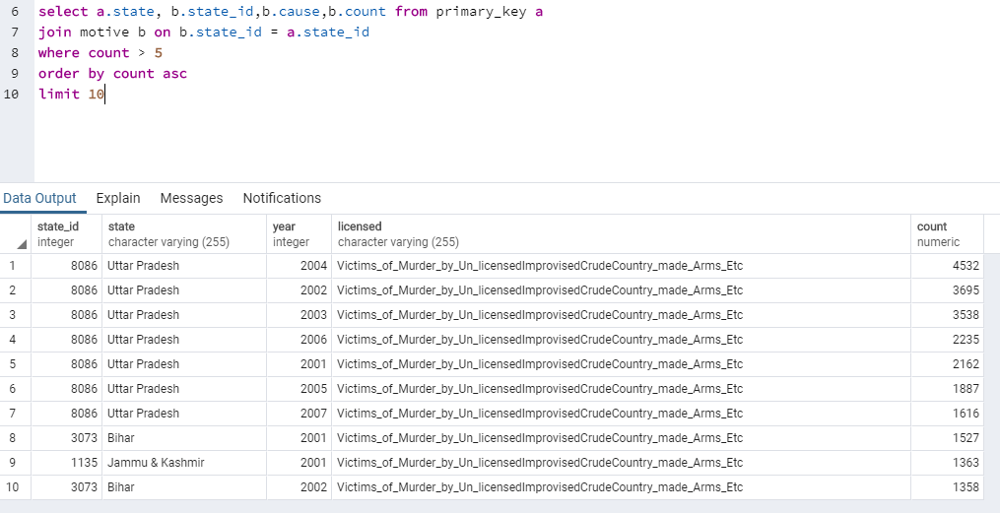 6 select a.state, b.state_id,b.cause,b.count from primary_key a
7 join motive b on b.state_id = a.state_id
8 where count > 5
9 order by count asc
10 limit 10
Data Output Explain Messages Notifications
state_id state year licensed count
integer character varying (255) integer character varying (255) numeric
1 8086 Uttar Pradesh 2004 Victims_of_Murder_by_Un_licensedImprovisedCrudeCountry_made_Arms_Etc 4532
2 8086 Uttar Pradesh 2002 Victims_of_Murder_by_Un_licensedImprovisedCrudeCountry_made_Arms_Etc 3695
3 8086 Uttar Pradesh 2003 Victims_of_Murder_by_Un_licensedImprovisedCrudeCountry_made_Arms_Etc 3538
4 8086 Uttar Pradesh 2006 Victims_of_Murder_by_Un_licensedImprovisedCrudeCountry_made_Arms_Etc 2235
5 8086 Uttar Pradesh 2001 Victims_of_Murder_by_Un_licensedImprovisedCrudeCountry_made_Arms_Etc 2162
6 8086 Uttar Pradesh 2005 Victims_of_Murder_by_Un_licensedImprovisedCrudeCountry_made_Arms_Etc 1887
7 8086 Uttar Pradesh 2007 Victims_of_Murder_by_Un_licensedImprovisedCrudeCountry_made_Arms_Etc 1616
8 3073 Bihar 2001 Victims_of_Murder_by_Un_licensedImprovisedCrudeCountry_made_Arms_Etc 1527
9 1135 Jammu & Kashmir 2001 Victims_of_Murder_by_Un_licensedImprovisedCrudeCountry_made_Arms_Etc 1363
10 3073 Bihar 2002 Victims_of_Murder_by_Un_licensedImprovisedCrudeCountry_made_Arms_Etc 1358